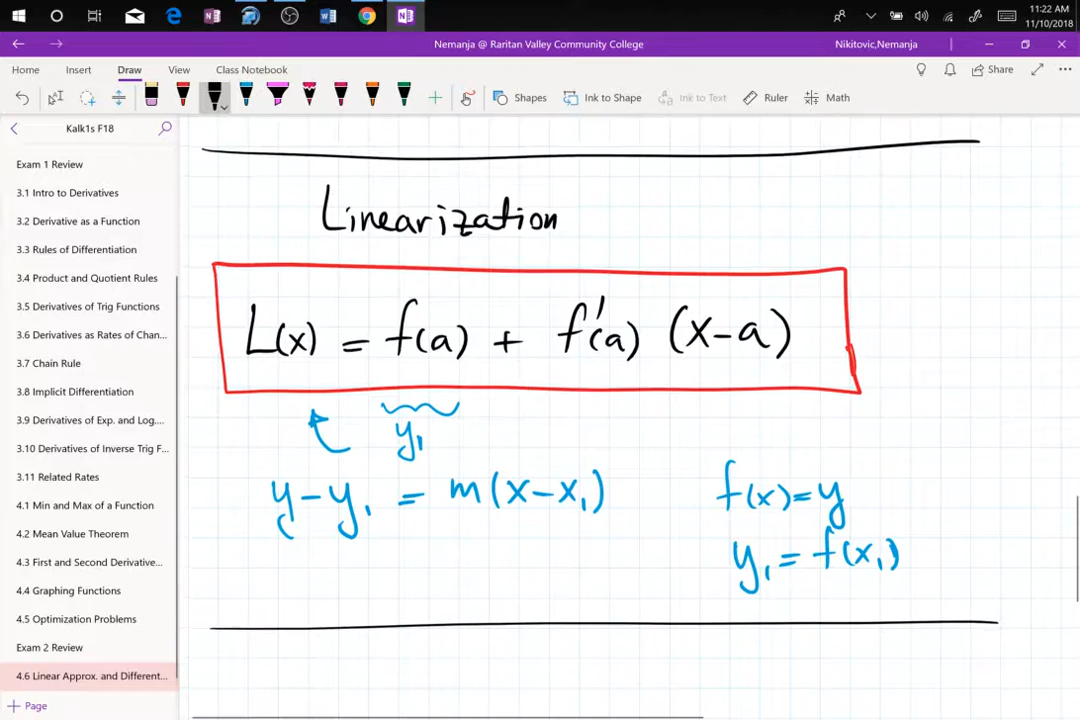 11:22 AM
11/10/2018
Nemanja @ Raritan Valley Community College
Nikitovic,Nemanja
Home Insert Draw View Class Notebook
Share
Shapes Ink to Shape Ink to Text Ruler Math
Kalk1s F18
Exam 1 Review
3.1 Intro to Derivatives
3.2 Derivative as a Function
3.3 Rules of Differentiation
3.4 Product and Quotient Rules
3.5 Derivatives of Trig Functions
3.6 Derivatives as Rates of Chan...
3.7 Chain Rule
3.8 Implicit Differentiation
3.9 Derivatives of Exp. and Log....
3.10 Derivatives of Inverse Trig F...
3.11 Related Rates
4.1 Min and Max of a Function
4.2 Mean Value Theorem
4.3 First and Second Derivative...
4.4 Graphing Functions
4.5 Optimization Problems
Exam 2 Review
4.6 Linear Approx. and Different...
+ Page
Linearization
L(x) = f(a) + f'(a) (x-a)
y₁
y-y₁ = m(x-x₁)
f(x)=y
y₁ = f(x₁)